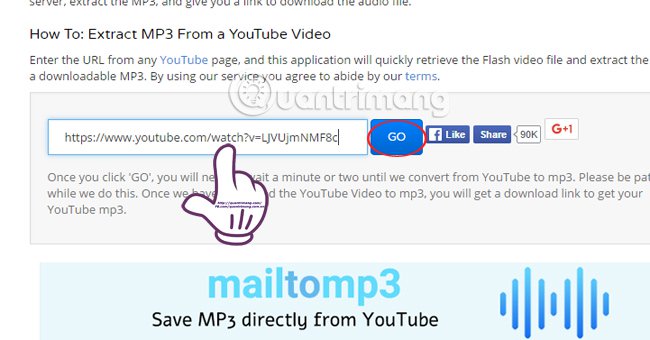 server, extract the MP3, and give you a link to download the audio file.
How To: Extract MP3 From a YouTube Video
Enter the URL from any YouTube page, and this application will quickly retrieve the Flash video file and extract the
a downloadable MP3. By using our service you agree to abide by our terms.
Quantrimang
https://www.youtube.com/watch?v=LJVUjmNMF8c
GO
Like
Share
90K
G+1
Once you click 'GO', you will ne wait a minute or two until we convert from YouTube to mp3. Please be pat
while we do this. Once we have d the YouTube Video to mp3, you will get a download link to get your
YouTube mp3.
http://quantrimang.com/
mailtomp3
Save MP3 directly from YouTube